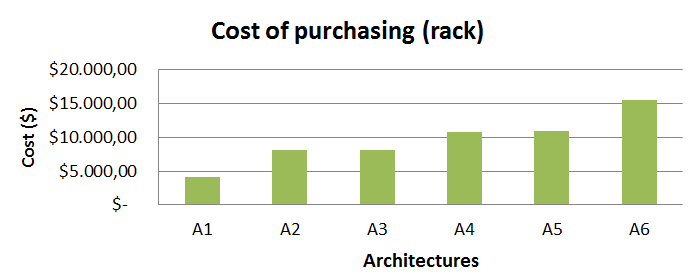 Cost of purchasing (rack)
$20.000,00
$15.000,00
$10.000,00
$5.000,00
$-
Cost ($)
A1 A2 A3 A4 A5 A6
Architectures